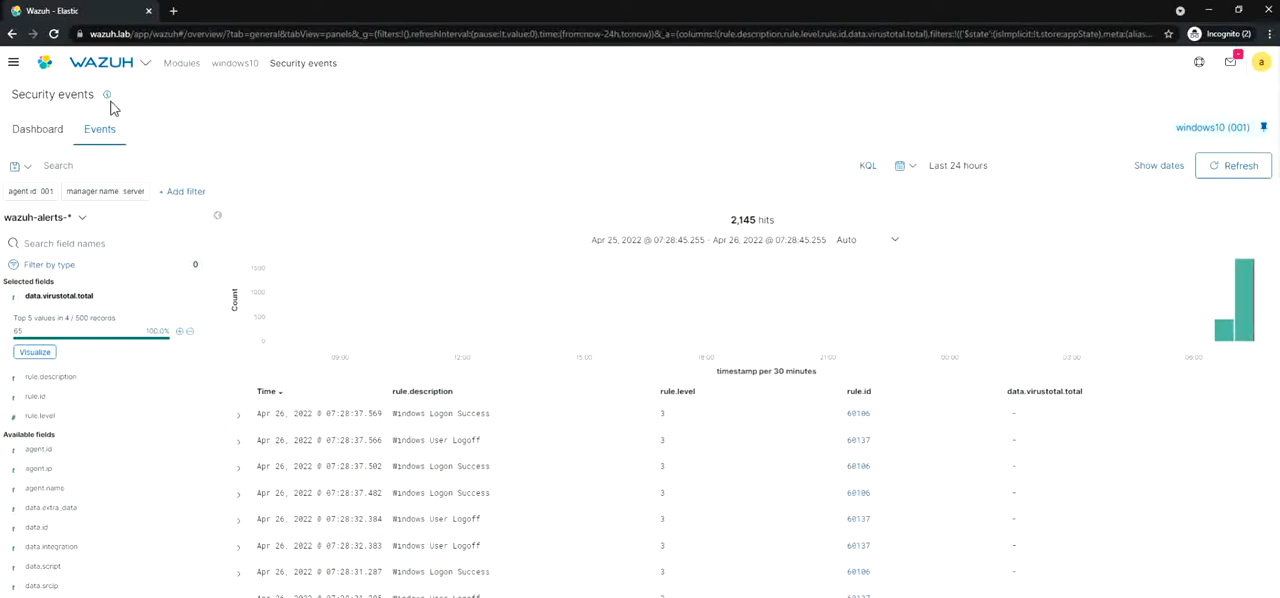 Wazuh - Elastic
wazuh.lab/app/wazuh#/overview/?tab=general&tabView=panels&_g=(filters:!(),refreshInterval:(pause:!t,value:0),time:(from:now-24h,to:now))&_a=(columns:!(rule.description,rule.level,rule.id,data.virustotal.total),filters:!(('$state':(isImplicit:!t,store:appState),meta:(alias... Incognito (2)
WAZUH Modules windows10 Security events a
Security events
Dashboard Events windows10 (001)
Search KQL Last 24 hours Show dates Refresh
agent.id: 001 manager.name: server + Add filter
wazuh-alerts-*
2,145 hits
Search field names
Apr 25, 2022 @ 07:28:45.255 - Apr 26, 2022 @ 07:28:45.255 Auto
Filter by type 0
Selected fields
t data.virustotal.total
Top 5 values in 4 / 500 records
65 100.0%
Visualize
1500
1000
500
0
Count
09:00 12:00 15:00 18:00 21:00 00:00 03:00 06:00
timestamp per 30 minutes
t rule.description
t rule.id
# rule.level
Available fields
t agent.id
t agent.ip
t agent.name
t data.extra_data
t data.id
t data.integration
t data.script
t data.srcip
Time rule.description rule.level rule.id data.virustotal.total
Apr 26, 2022 @ 07:28:37.569 Windows Logon Success 3 60106 -
Apr 26, 2022 @ 07:28:37.566 Windows User Logoff 3 60137 -
Apr 26, 2022 @ 07:28:37.502 Windows Logon Success 3 60106 -
Apr 26, 2022 @ 07:28:37.482 Windows Logon Success 3 60106 -
Apr 26, 2022 @ 07:28:32.384 Windows User Logoff 3 60137 -
Apr 26, 2022 @ 07:28:32.383 Windows User Logoff 3 60137 -
Apr 26, 2022 @ 07:28:31.287 Windows Logon Success 3 60106 -